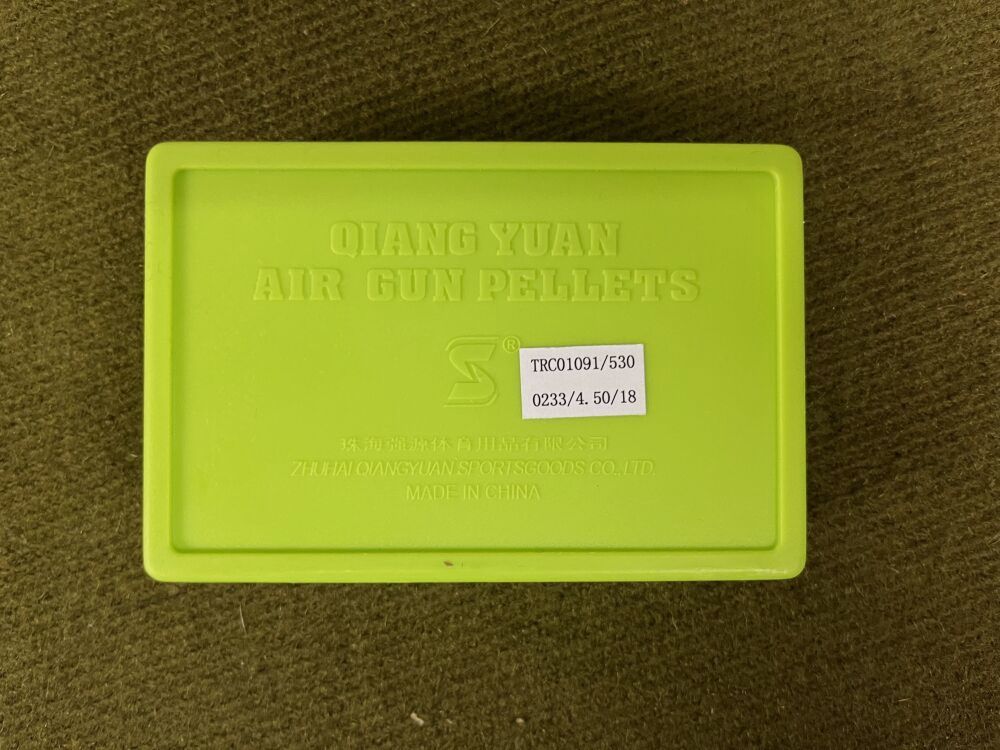 QIANG YUAN
AIR GUN PELLETS
S®
TRC01091/530
0233/4.50/18
珠海强源体育用品有限公司
ZHUHAI QIANGYUAN SPORTSGOODS CO.,LTD.
MADE IN CHINA